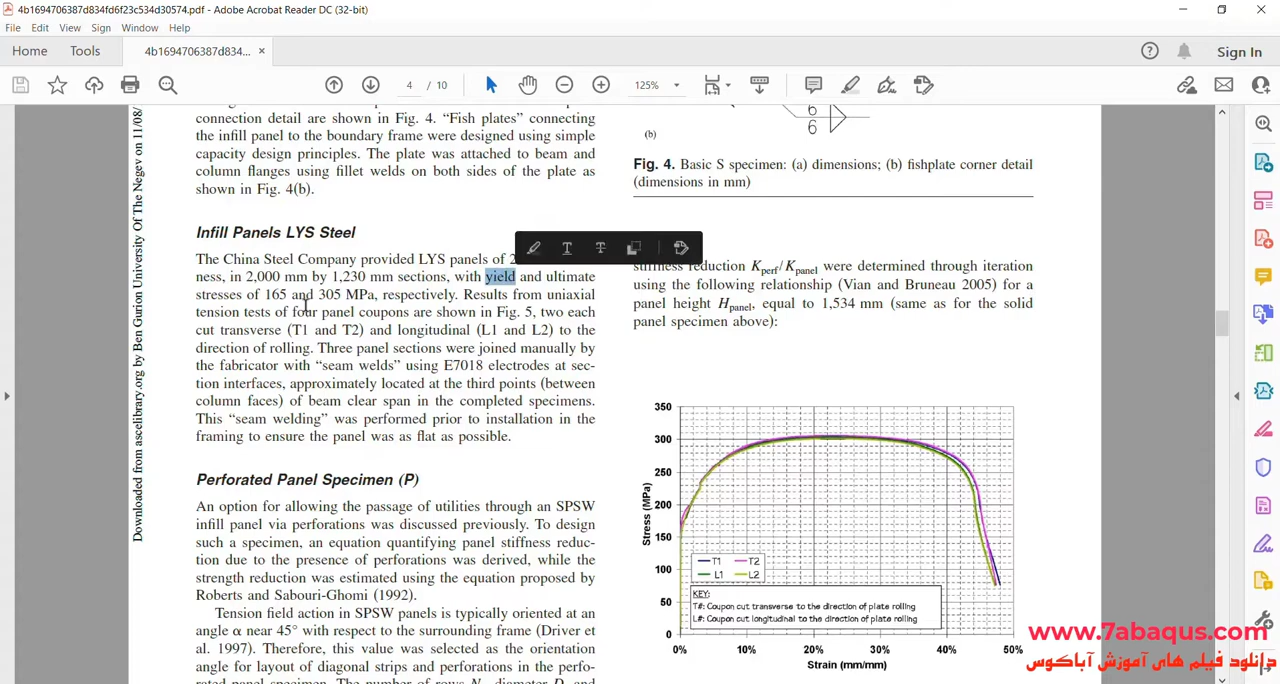 4b1694706387d834fd6f23c534d30574.pdf - Adobe Acrobat Reader DC (32-bit)
File Edit View Sign Window Help
Home Tools 4b1694706387d834... × Sign In
4 / 10 125%
connection detail are shown in Fig. 4. “Fish plates” connecting
the infill panel to the boundary frame were designed using simple
capacity design principles. The plate was attached to beam and
column flanges using fillet welds on both sides of the plate as
shown in Fig. 4(b).
Infill Panels LYS Steel
The China Steel Company provided LYS panels of 2
ness, in 2,000 mm by 1,230 mm sections, with yield and ultimate
stresses of 165 and 305 MPa, respectively. Results from uniaxial
tension tests of four panel coupons are shown in Fig. 5, two each
cut transverse (T1 and T2) and longitudinal (L1 and L2) to the
direction of rolling. Three panel sections were joined manually by
the fabricator with “seam welds” using E7018 electrodes at sec-
tion interfaces, approximately located at the third points (between
column faces) of beam clear span in the completed specimens.
This “seam welding” was performed prior to installation in the
framing to ensure the panel was as flat as possible.
Perforated Panel Specimen (P)
An option for allowing the passage of utilities through an SPSW
infill panel via perforations was discussed previously. To design
such a specimen, an equation quantifying panel stiffness reduc-
tion due to the presence of perforations was derived, while the
strength reduction was estimated using the equation proposed by
Roberts and Sabouri-Ghomi (1992).
Tension field action in SPSW panels is typically oriented at an
angle α near 45° with respect to the surrounding frame (Driver et
al. 1997). Therefore, this value was selected as the orientation
angle for layout of diagonal strips and perforations in the perfo-
rated panel specimen. The number of rows N, diameter D, and
Downloaded from ascelibrary.org by Ben Gurion University Of The Negev on 11/08/
6
6
(b)
Fig. 4. Basic S specimen: (a) dimensions; (b) fishplate corner detail
(dimensions in mm)
stiffness reduction Kperf/Kpanel were determined through iteration
using the following relationship (Vian and Bruneau 2005) for a
panel height Hpanel, equal to 1,534 mm (same as for the solid
panel specimen above):
350
300
250
200
150
100
50
0
Stress (MPa)
T1 T2
L1 L2
KEY:
T#: Coupon cut transverse to the direction of plate rolling
L#: Coupon cut longitudinal to the direction of plate rolling
0% 10% 20% 30% 40% 50%
Strain (mm/mm)
www.7abaqus.com
دانلود فیلم های آموزش آباکوس